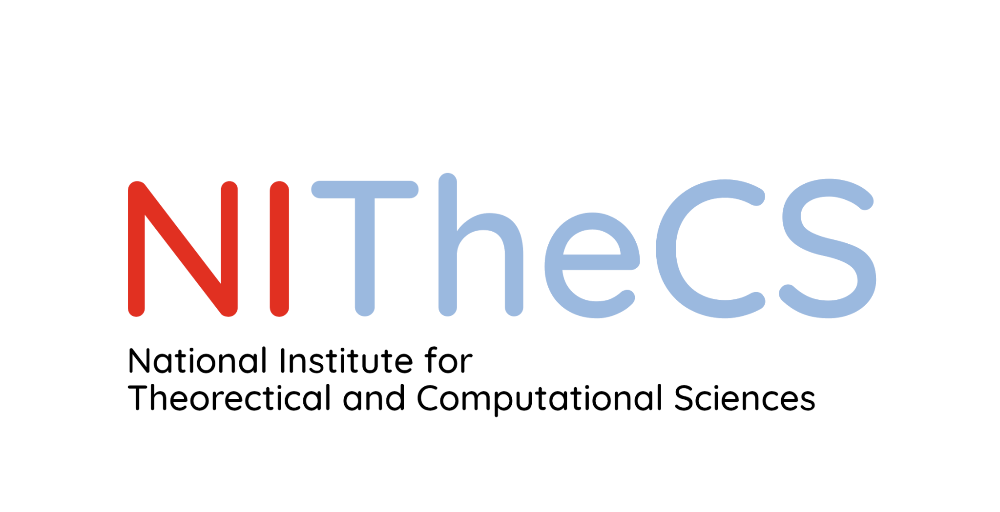 NITheCS
National Institute for
Theorectical and Computational Sciences